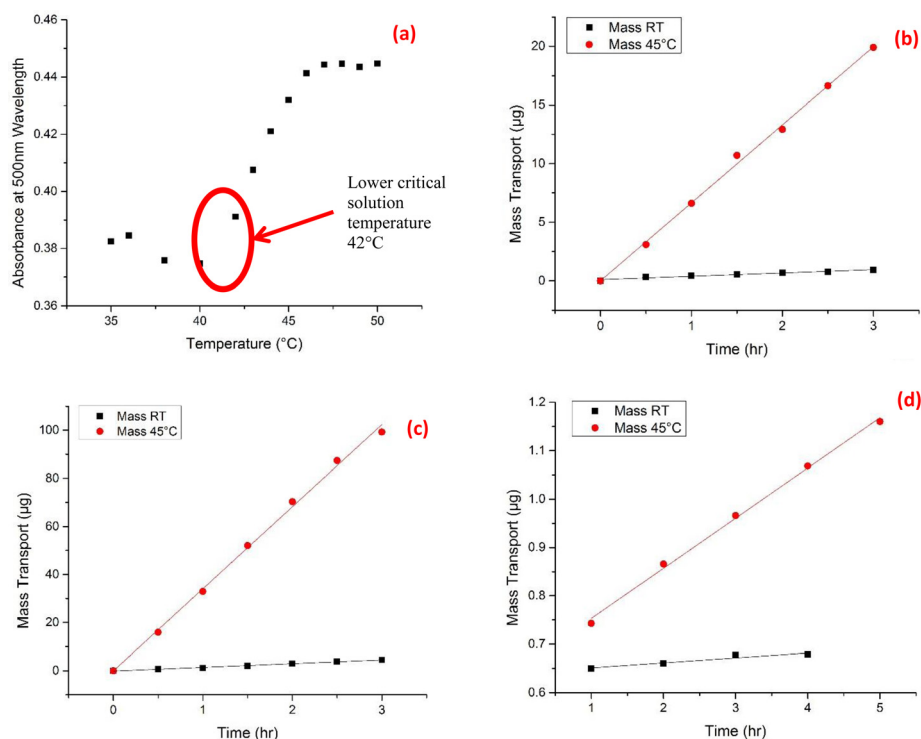 (a)
0.46
0.44
0.42
0.40
0.38
0.36
Absorbance at 500nm Wavelength
Lower critical
solution
temperature
42°C
35
40
45
50
Temperature (°C)
(b)
Mass RT
Mass 45°C
20
15
10
5
0
Mass Transport (µg)
0
1
2
3
Time (hr)
(c)
Mass RT
Mass 45°C
100
80
60
40
20
0
Mass Transport (µg)
0
1
2
3
Time (hr)
(d)
Mass RT
Mass 45°C
1.2
1.1
1.0
0.9
0.8
0.7
0.6
Mass Transport (µg)
1
2
3
4
5
Time (hr)